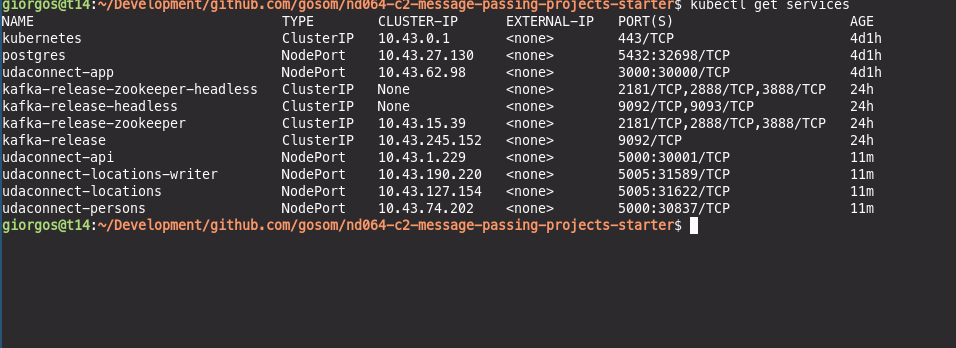 giorgos@t14:~/Development/github.com/gosom/nd064-c2-message-passing-projects-starter$ kubectl get services
NAME TYPE CLUSTER-IP EXTERNAL-IP PORT(S) AGE
kubernetes ClusterIP 10.43.0.1 <none> 443/TCP 4d1h
postgres NodePort 10.43.27.130 <none> 5432:32698/TCP 4d1h
udaconnect-app NodePort 10.43.62.98 <none> 3000:30000/TCP 4d1h
kafka-release-zookeeper-headless ClusterIP None <none> 2181/TCP,2888/TCP,3888/TCP 24h
kafka-release-headless ClusterIP None <none> 9092/TCP,9093/TCP 24h
kafka-release-zookeeper ClusterIP 10.43.15.39 <none> 2181/TCP,2888/TCP,3888/TCP 24h
kafka-release ClusterIP 10.43.245.152 <none> 9092/TCP 24h
udaconnect-api NodePort 10.43.1.229 <none> 5000:30001/TCP 11m
udaconnect-locations-writer NodePort 10.43.190.220 <none> 5005:31589/TCP 11m
udaconnect-locations NodePort 10.43.127.154 <none> 5005:31622/TCP 11m
udaconnect-persons NodePort 10.43.74.202 <none> 5000:30837/TCP 11m
giorgos@t14:~/Development/github.com/gosom/nd064-c2-message-passing-projects-starter$